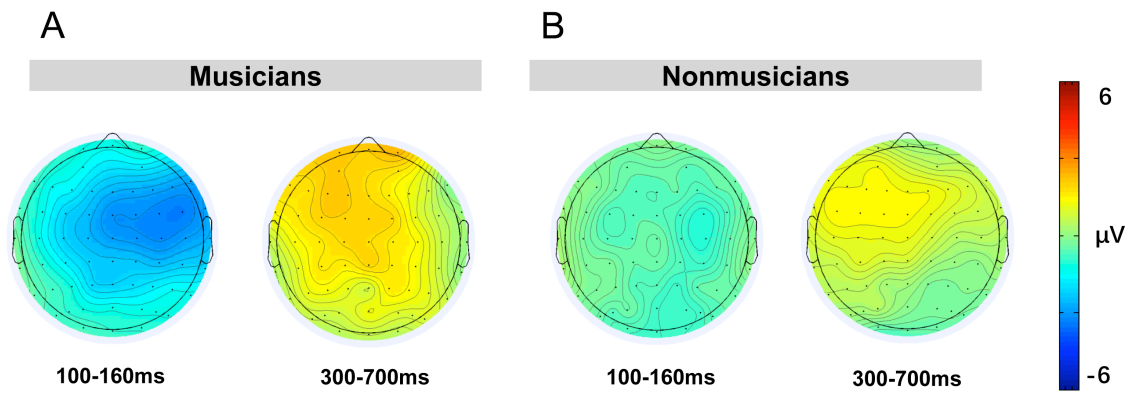 A
B
Musicians
Nonmusicians
6
μV
-6
100-160ms
300-700ms
100-160ms
300-700ms